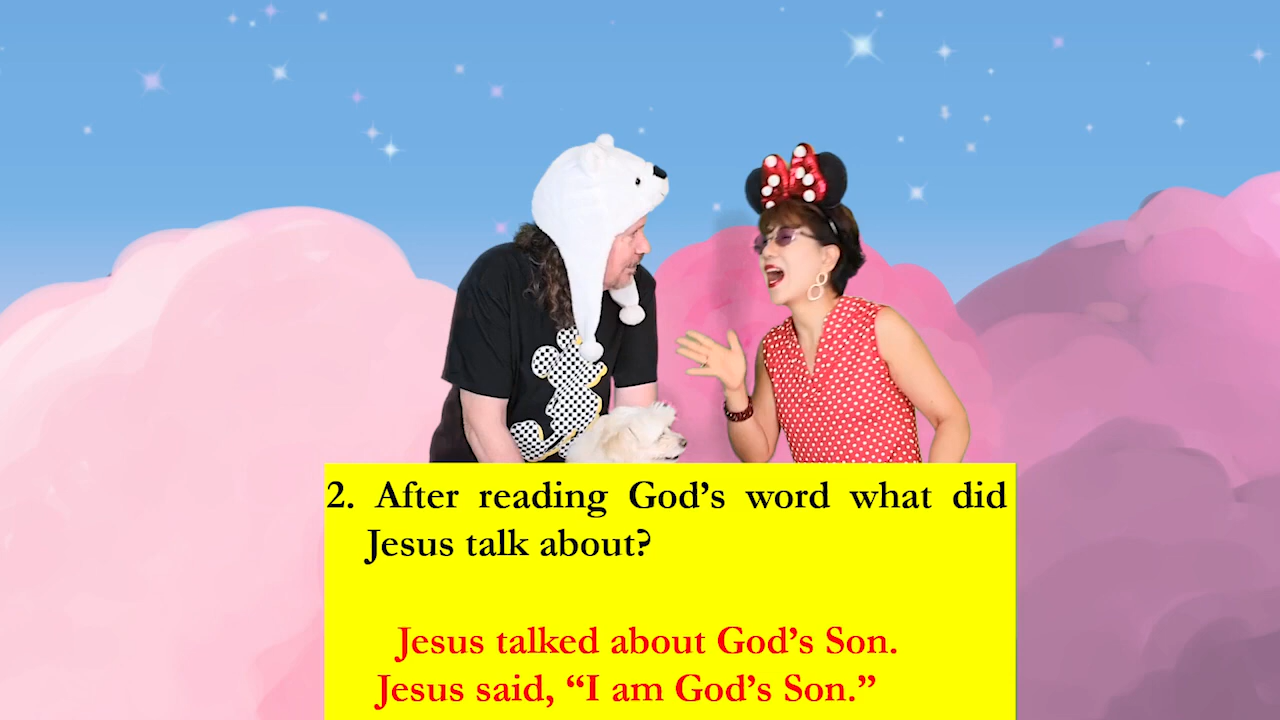 2. After reading God’s word what did
Jesus talk about?
Jesus talked about God’s Son.
Jesus said, “I am God’s Son.”